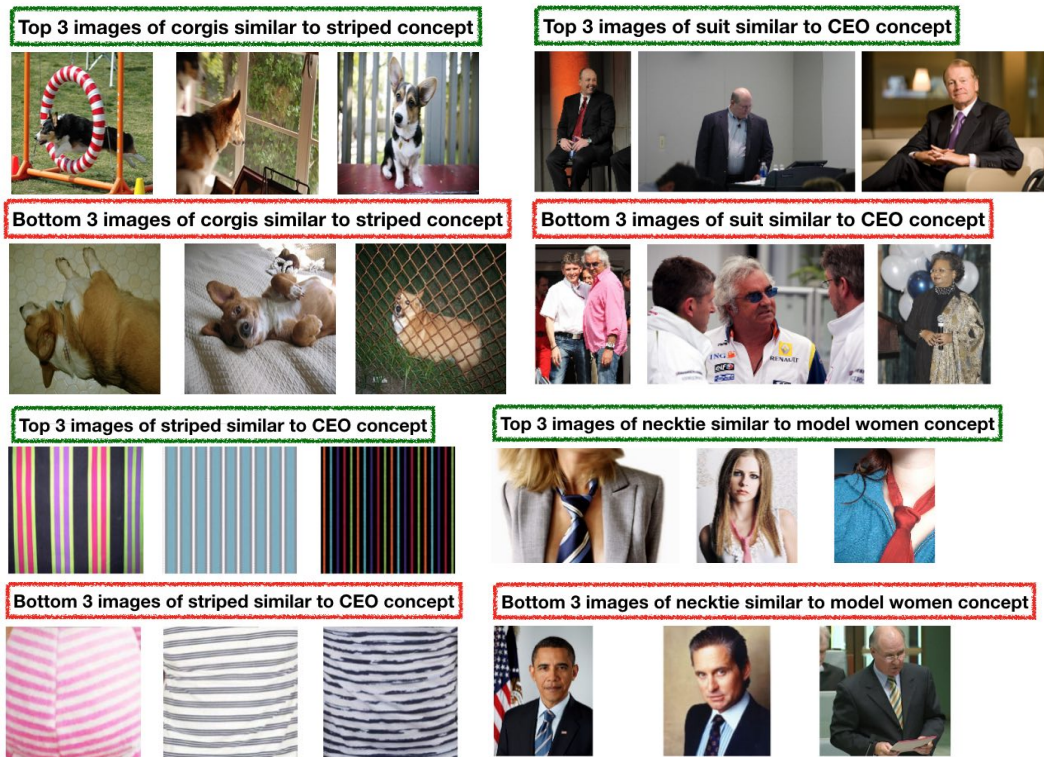 Top 3 images of corgis similar to striped concept
Top 3 images of suit similar to CEO concept
Bottom 3 images of corgis similar to striped concept
Bottom 3 images of suit similar to CEO concept
ING
elf
RENAULT
Top 3 images of striped similar to CEO concept
Top 3 images of necktie similar to model women concept
Bottom 3 images of striped similar to CEO concept
Bottom 3 images of necktie similar to model women concept